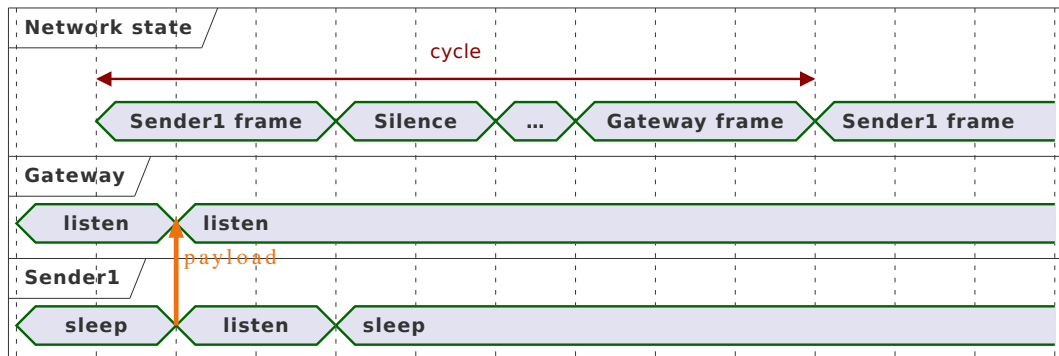 Network state
cycle
Sender1 frame Silence ... Gateway frame Sender1 frame
Gateway
listen listen
payload
Sender1
sleep listen sleep